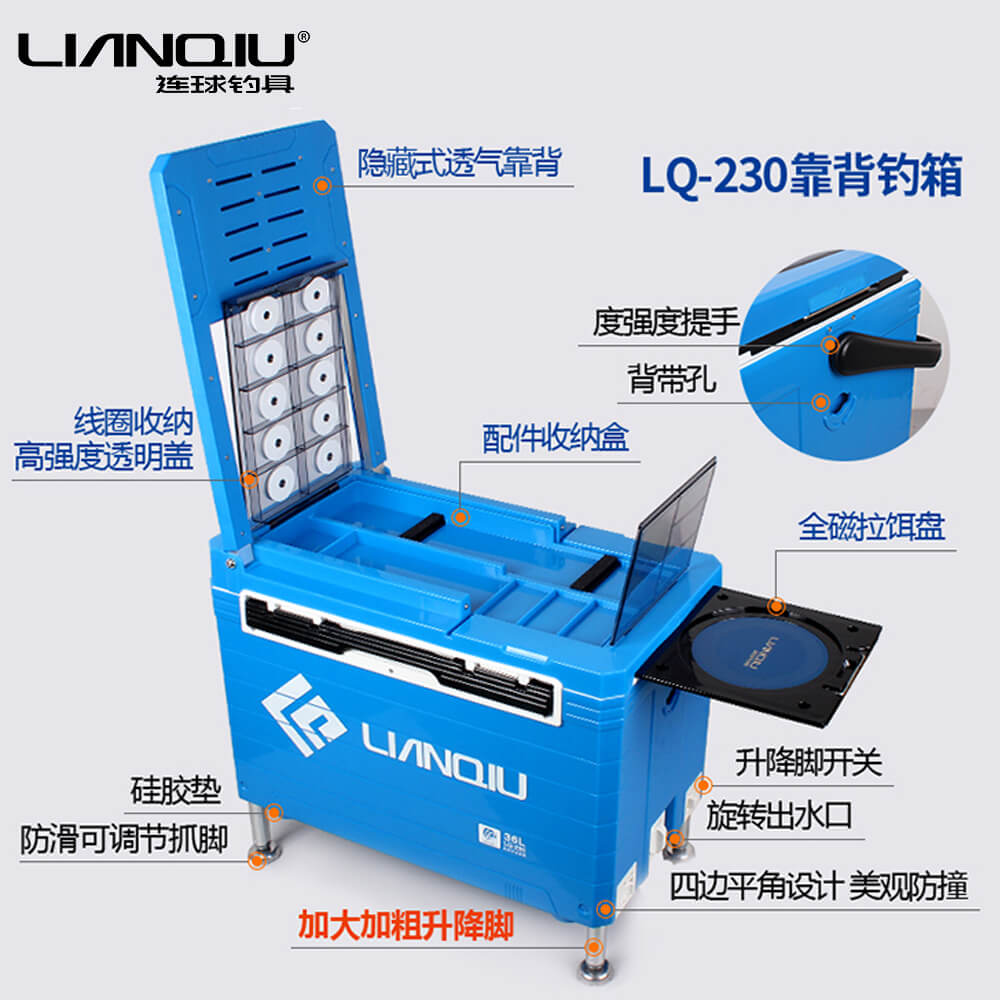 LIANQIU®
连球钓具
隐藏式透气靠背
LQ-230靠背钓箱
度强度提手
背带孔
线圈收纳
高强度透明盖
配件收纳盒
全磁拉饵盘
LIANQIU
LIANQIU
36L
升降脚开关
旋转出水口
硅胶垫
防滑可调节抓脚
四边平角设计 美观防撞
加大加粗升降脚